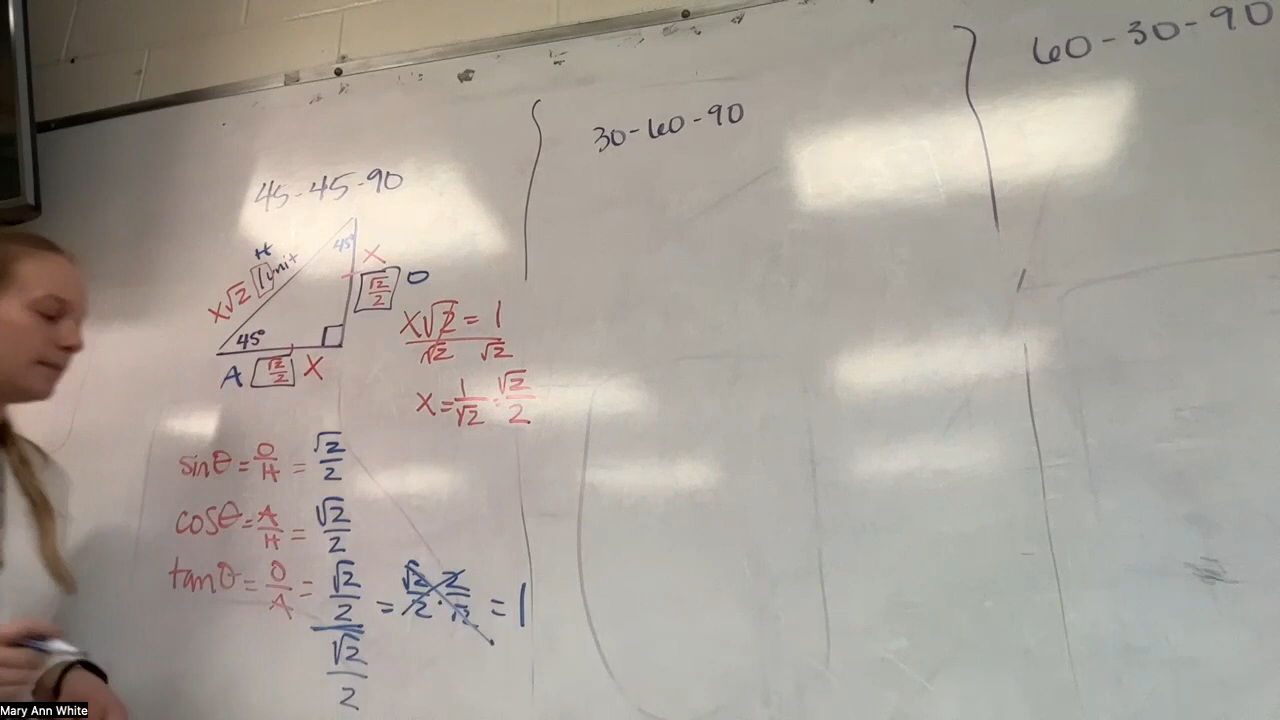 45-45-90
45°
H
1 unit
x√2
X
√2/2
O
45°
A
√2/2
X
x√2 = 1
√2 √2
x = 1/√2 · √2/2
sinθ = O/H = √2/2
cosθ = A/H = √2/2
tanθ = O/A = √2/2 / √2/2 = √2/2 · 2/√2 = 1
30-60-90
60-30-90
Mary Ann White